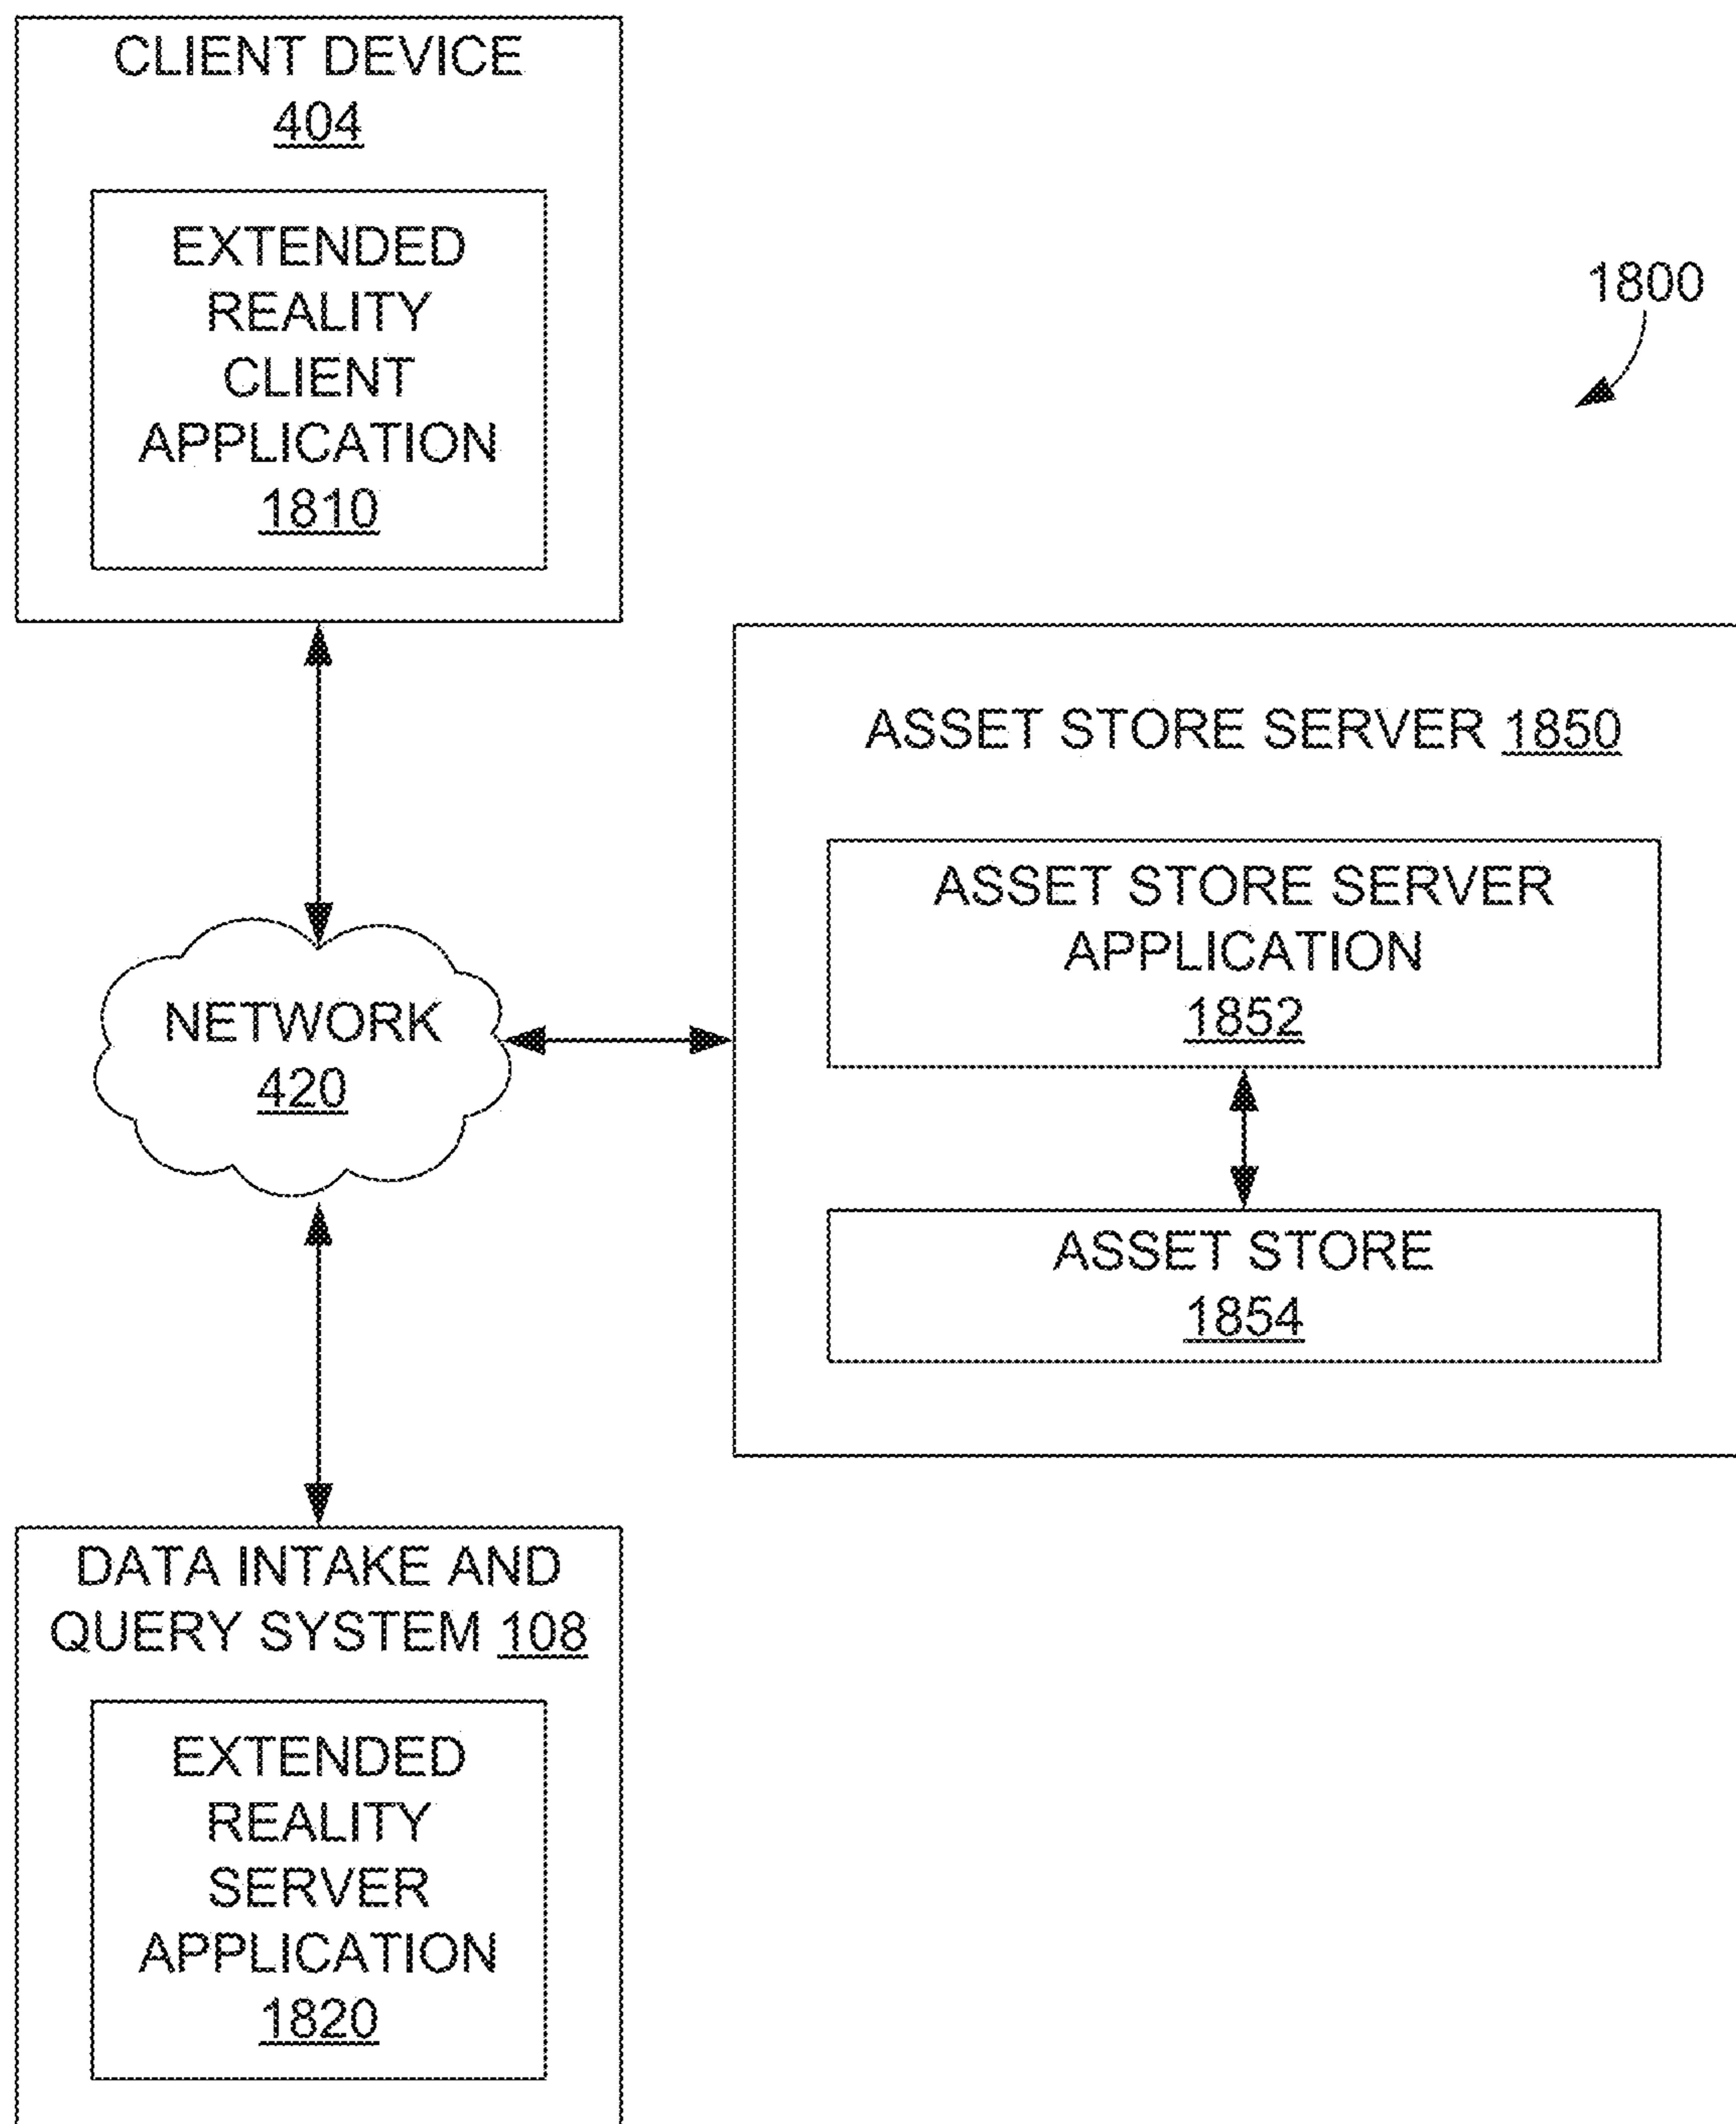 CLIENT DEVICE
404
EXTENDED
REALITY
CLIENT
APPLICATION
1810
1800
ASSET STORE SERVER 1850
ASSET STORE SERVER
APPLICATION
1852
NETWORK
420
ASSET STORE
1854
DATA INTAKE AND
QUERY SYSTEM 108
EXTENDED
REALITY
SERVER
APPLICATION
1820